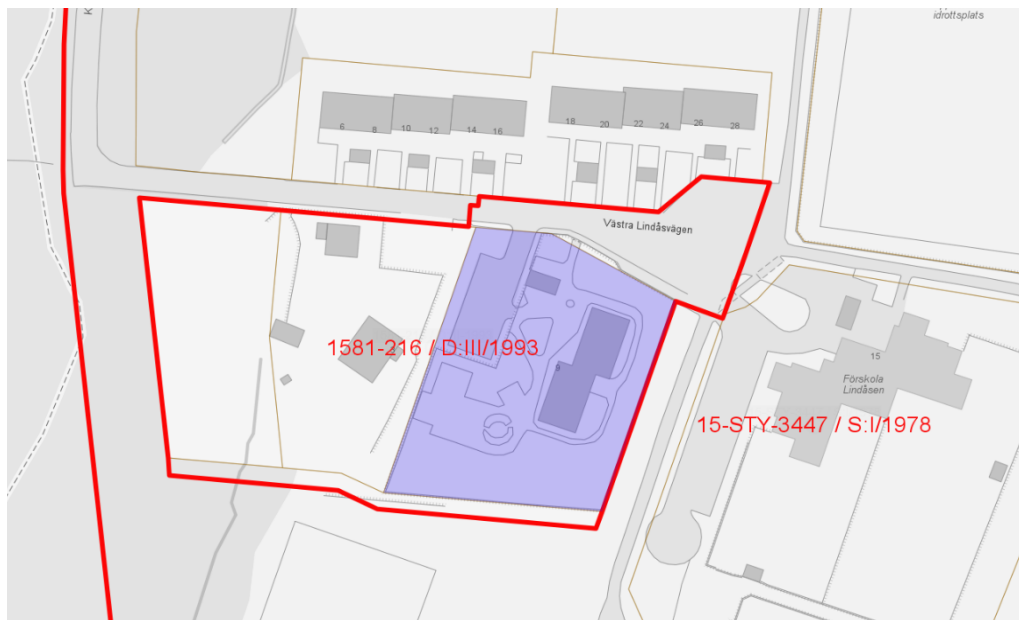 idrottsplats
K
6
8
10
12
14
16
18
20
22
24
26
28
Västra Lindåsvägen
1581-216 / D:III/1993
9
15
Förskola
Lindåsen
15-STY-3447 / S:I/1978